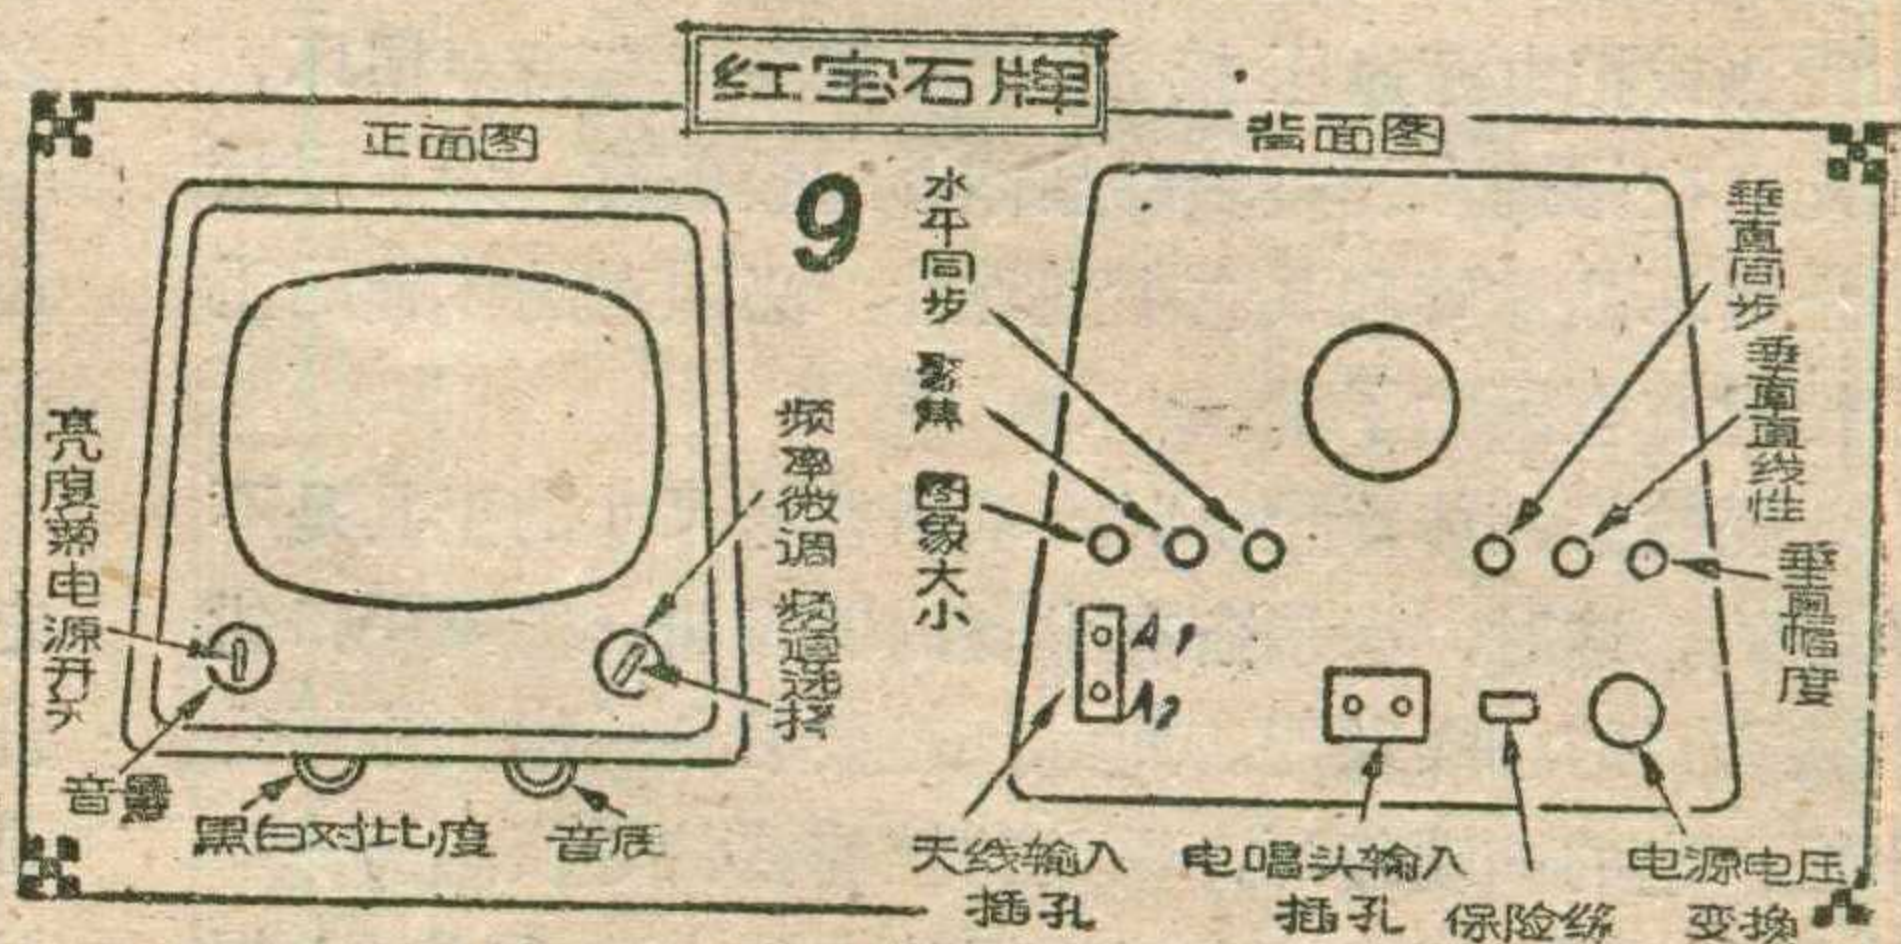 红宝石牌
正面图
9
亮度兼电源开关
音量
黑白对比度
音质
频率微调
频道选择
背面图
水平同步
聚焦
图象大小
垂直同步
垂直线性
垂直幅度
A1
A2
天线输入
插孔
电唱头输入
插孔
保险丝
电源电压
变换